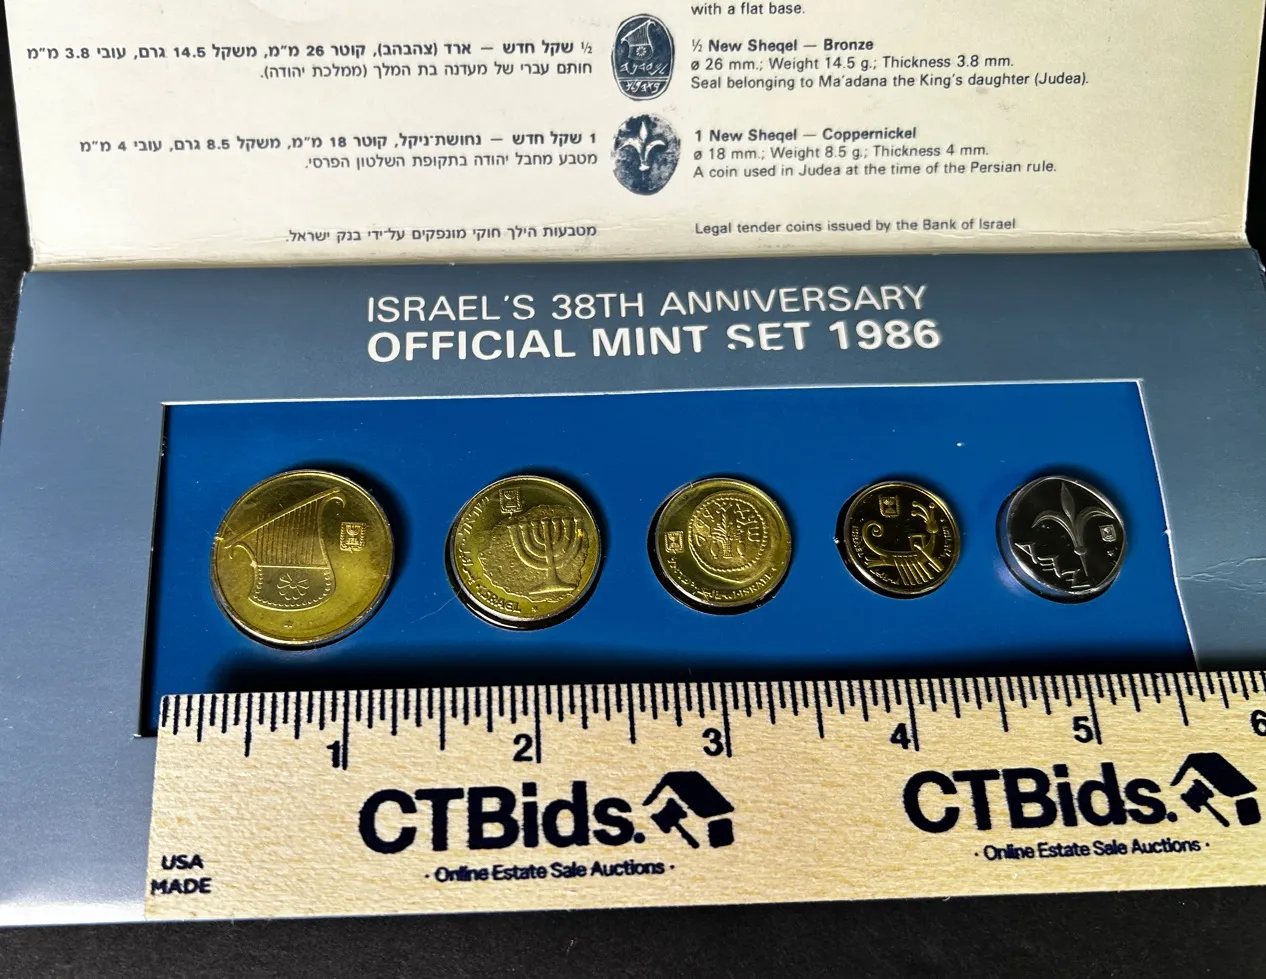 with a flat base.
½ שקל חדש — ארד (צהבהב), קוטר 26 מ״מ, משקל 14.5 גרם, עובי 3.8 מ״מ
חותם עברי של מעדנה בת המלך (ממלכת יהודה).
½ New Sheqel — Bronze
ø 26 mm.; Weight 14.5 g.; Thickness 3.8 mm.
Seal belonging to Ma'adana the King's daughter (Judea).
1 שקל חדש — נחושת־ניקל, קוטר 18 מ״מ, משקל 8.5 גרם, עובי 4 מ״מ
מטבע מחבל יהודה בתקופת השלטון הפרסי.
1 New Sheqel — Coppernickel
ø 18 mm.; Weight 8.5 g.; Thickness 4 mm.
A coin used in Judea at the time of the Persian rule.
מטבעות הילך חוקי מונפקים על־ידי בנק ישראל.
Legal tender coins issued by the Bank of Israel
ISRAEL'S 38TH ANNIVERSARY
OFFICIAL MINT SET 1986
ISRAEL
ISRAEL
ISRAEL
1 2 3 4 5 6
CTBids.
· Online Estate Sale Auctions ·
CTBids.
· Online Estate Sale Auctions ·
USA
MADE